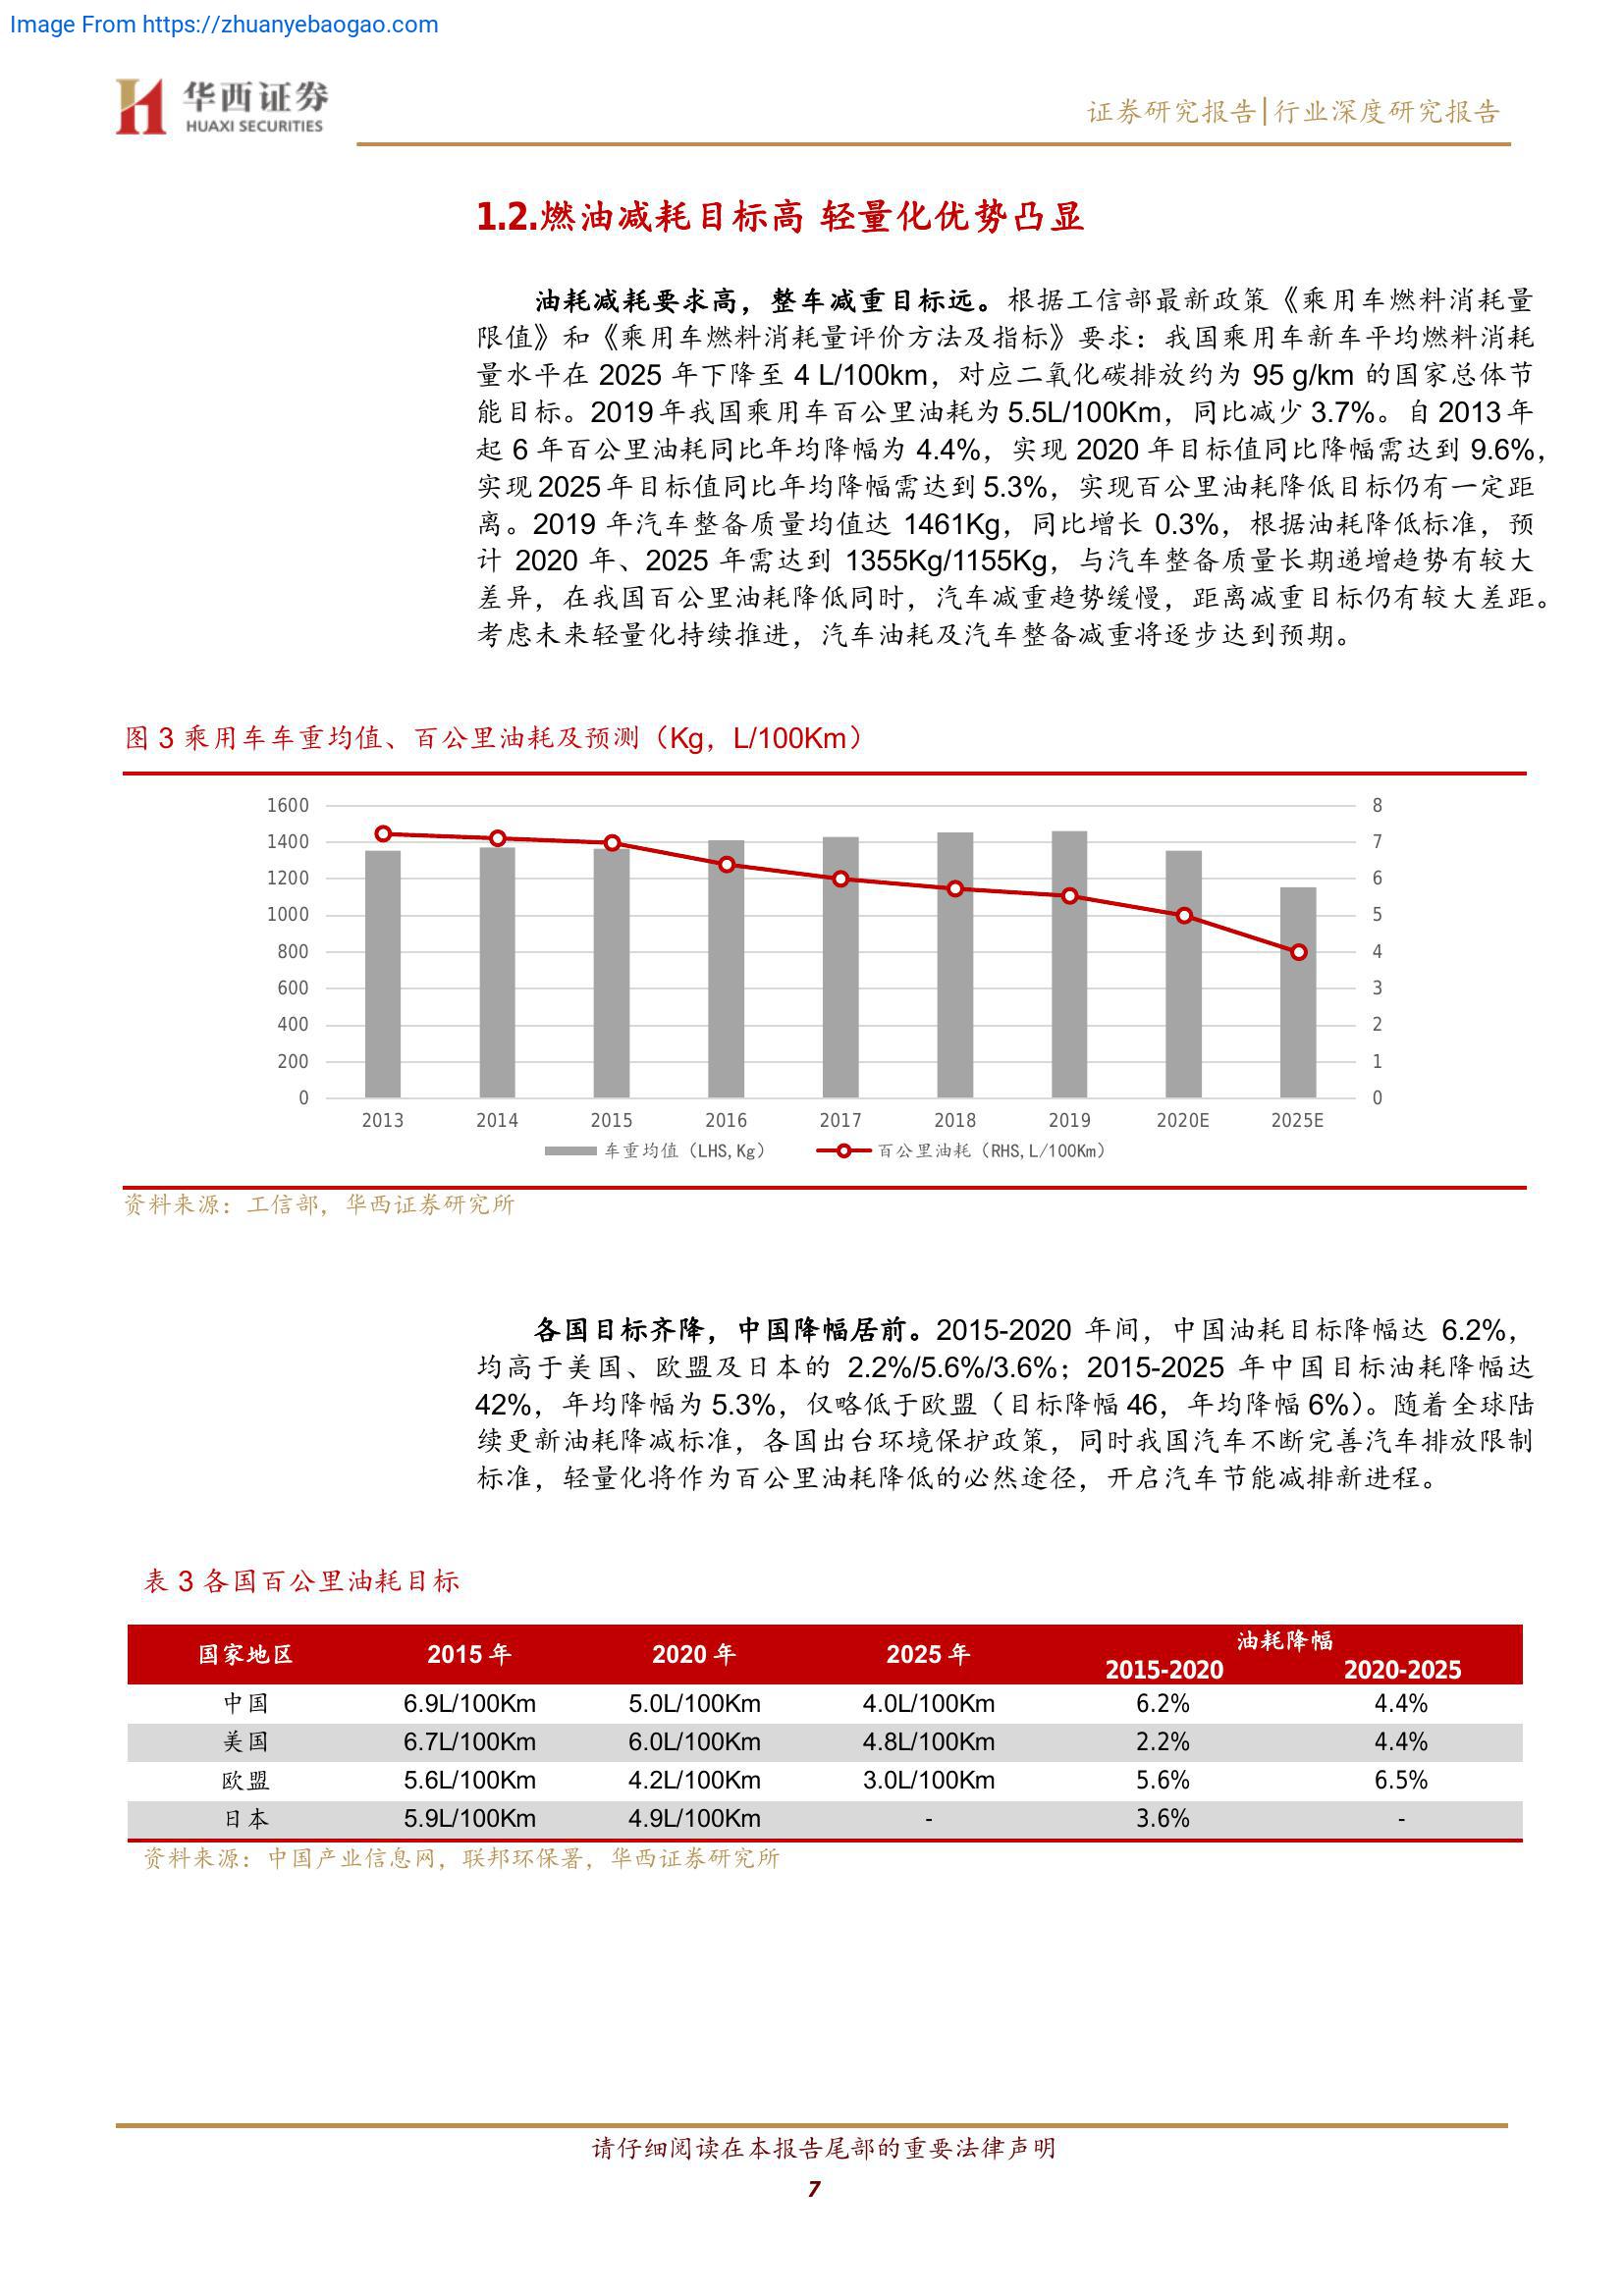 Image From https://zhuanyebaogao.com
华西证券
HUAXI SECURITIES
证券研究报告|行业深度研究报告
1.2.燃油减耗目标高 轻量化优势凸显
油耗减耗要求高，整车减重目标远。根据工信部最新政策《乘用车燃料消耗量
限值》和《乘用车燃料消耗量评价方法及指标》要求：我国乘用车新车平均燃料消耗
量水平在 2025 年下降至 4 L/100km，对应二氧化碳排放约为 95 g/km 的国家总体节
能目标。2019 年我国乘用车百公里油耗为 5.5L/100Km，同比减少 3.7%。自 2013 年
起 6 年百公里油耗同比年均降幅为 4.4%，实现 2020 年目标值同比降幅需达到 9.6%，
实现 2025 年目标值同比年均降幅需达到 5.3%，实现百公里油耗降低目标仍有一定距
离。2019 年汽车整备质量均值达 1461Kg，同比增长 0.3%，根据油耗降低标准，预
计 2020 年、2025 年需达到 1355Kg/1155Kg，与汽车整备质量长期递增趋势有较大
差异，在我国百公里油耗降低同时，汽车减重趋势缓慢，距离减重目标仍有较大差距。
考虑未来轻量化持续推进，汽车油耗及汽车整备减重将逐步达到预期。
图 3 乘用车车重均值、百公里油耗及预测（Kg，L/100Km）
1600 8
1400 7
1200 6
1000 5
800 4
600 3
400 2
200 1
0 0
2013 2014 2015 2016 2017 2018 2019 2020E 2025E
车重均值（LHS,Kg） 百公里油耗（RHS,L/100Km）
资料来源：工信部，华西证券研究所
各国目标齐降，中国降幅居前。2015-2020 年间，中国油耗目标降幅达 6.2%，
均高于美国、欧盟及日本的 2.2%/5.6%/3.6%；2015-2025 年中国目标油耗降幅达
42%，年均降幅为 5.3%，仅略低于欧盟（目标降幅 46，年均降幅 6%）。随着全球陆
续更新油耗降减标准，各国出台环境保护政策，同时我国汽车不断完善汽车排放限制
标准，轻量化将作为百公里油耗降低的必然途径，开启汽车节能减排新进程。
表 3 各国百公里油耗目标
国家地区 2015 年 2020 年 2025 年 油耗降幅
2015-2020 2020-2025
中国 6.9L/100Km 5.0L/100Km 4.0L/100Km 6.2% 4.4%
美国 6.7L/100Km 6.0L/100Km 4.8L/100Km 2.2% 4.4%
欧盟 5.6L/100Km 4.2L/100Km 3.0L/100Km 5.6% 6.5%
日本 5.9L/100Km 4.9L/100Km - 3.6% -
资料来源：中国产业信息网，联邦环保署，华西证券研究所
请仔细阅读在本报告尾部的重要法律声明
7